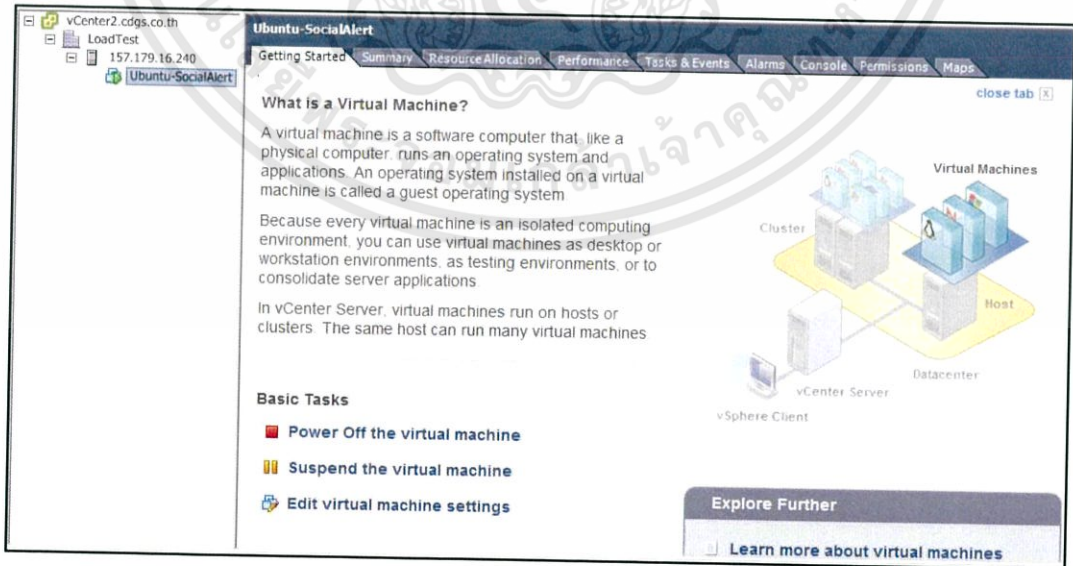 vCenter2.cdgs.co.th
LoadTest
157.179.16.240
Ubuntu-SocialAlert
Ubuntu-SocialAlert
Getting Started Summary Resource Allocation Performance Tasks & Events Alarms Console Permissions Maps
close tab
What is a Virtual Machine?
A virtual machine is a software computer that, like a
physical computer, runs an operating system and
applications. An operating system installed on a virtual
machine is called a guest operating system
Because every virtual machine is an isolated computing
environment, you can use virtual machines as desktop or
workstation environments, as testing environments, or to
consolidate server applications
In vCenter Server, virtual machines run on hosts or
clusters. The same host can run many virtual machines
Virtual Machines
Cluster
Host
Datacenter
vCenter Server
vSphere Client
Basic Tasks
Power Off the virtual machine
Suspend the virtual machine
Edit virtual machine settings
Explore Further
Learn more about virtual machines